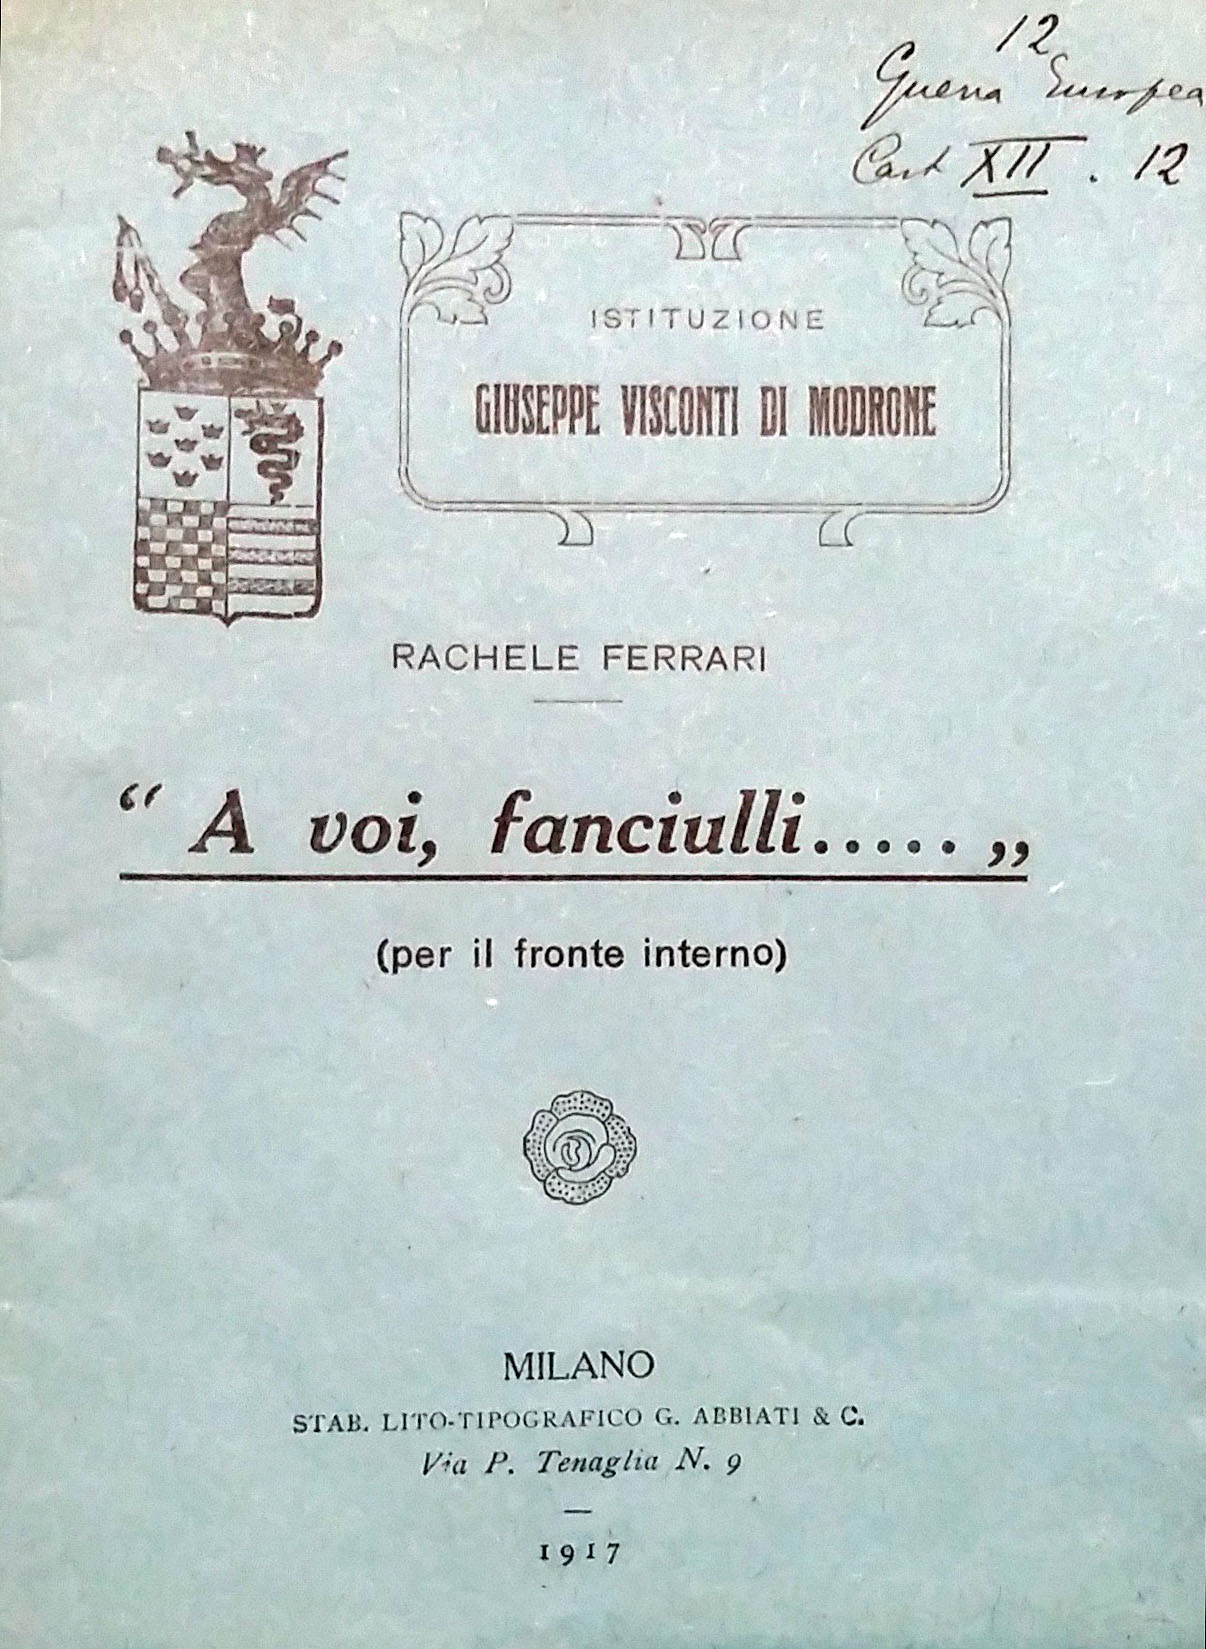 12
Guerra Europea
Cart XII . 12
ISTITUZIONE
GIUSEPPE VISCONTI DI MODRONE
RACHELE FERRARI
“ A voi, fanciulli..... „
(per il fronte interno)
MILANO
STAB. LITO-TIPOGRAFICO G. ABBIATI & C.
Via P. Tenaglia N. 9
1917